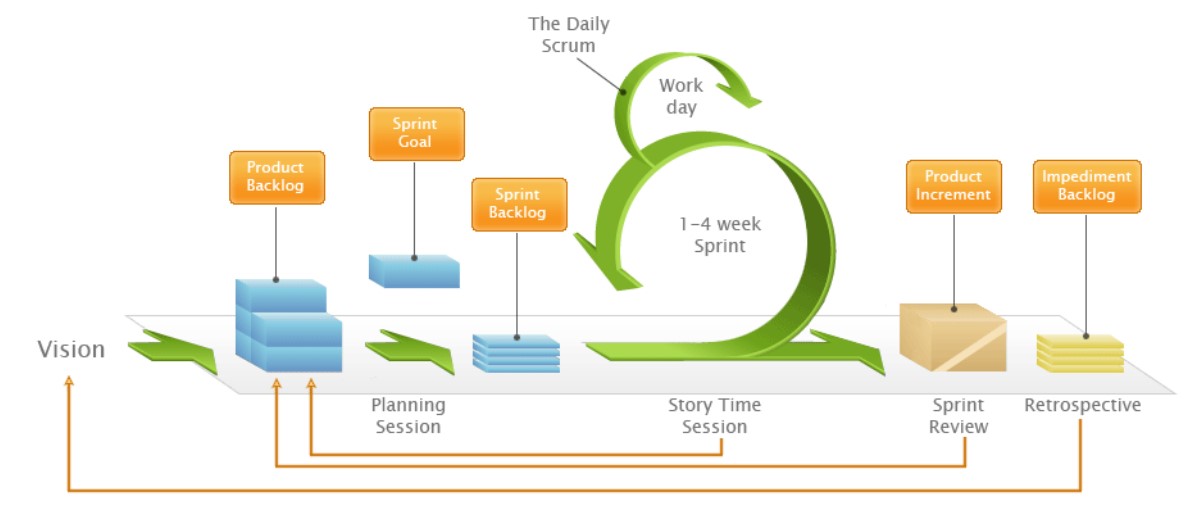 The Daily
Scrum
Work
day
Sprint
Goal
Product
Backlog
Sprint
Backlog
Product
Increment
Impediment
Backlog
1-4 week
Sprint
Vision
Planning
Session
Story Time
Session
Sprint
Review
Retrospective